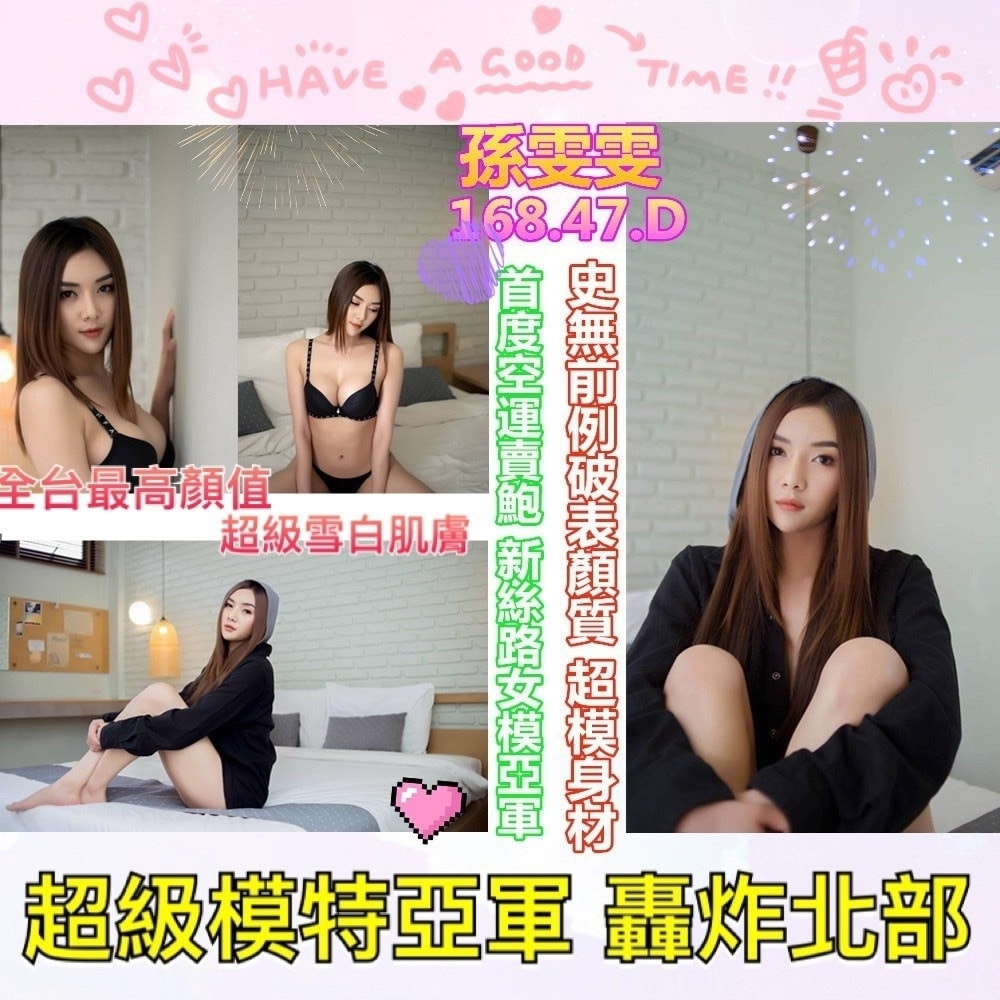 HAVE A GOOD TIME!!
孫雯雯
168.47.D
史無前例破表顏質 超模身材
首度空運賣鮑 新絲路女模亞軍
全台最高顏值
超級雪白肌膚
超級模特亞軍 轟炸北部